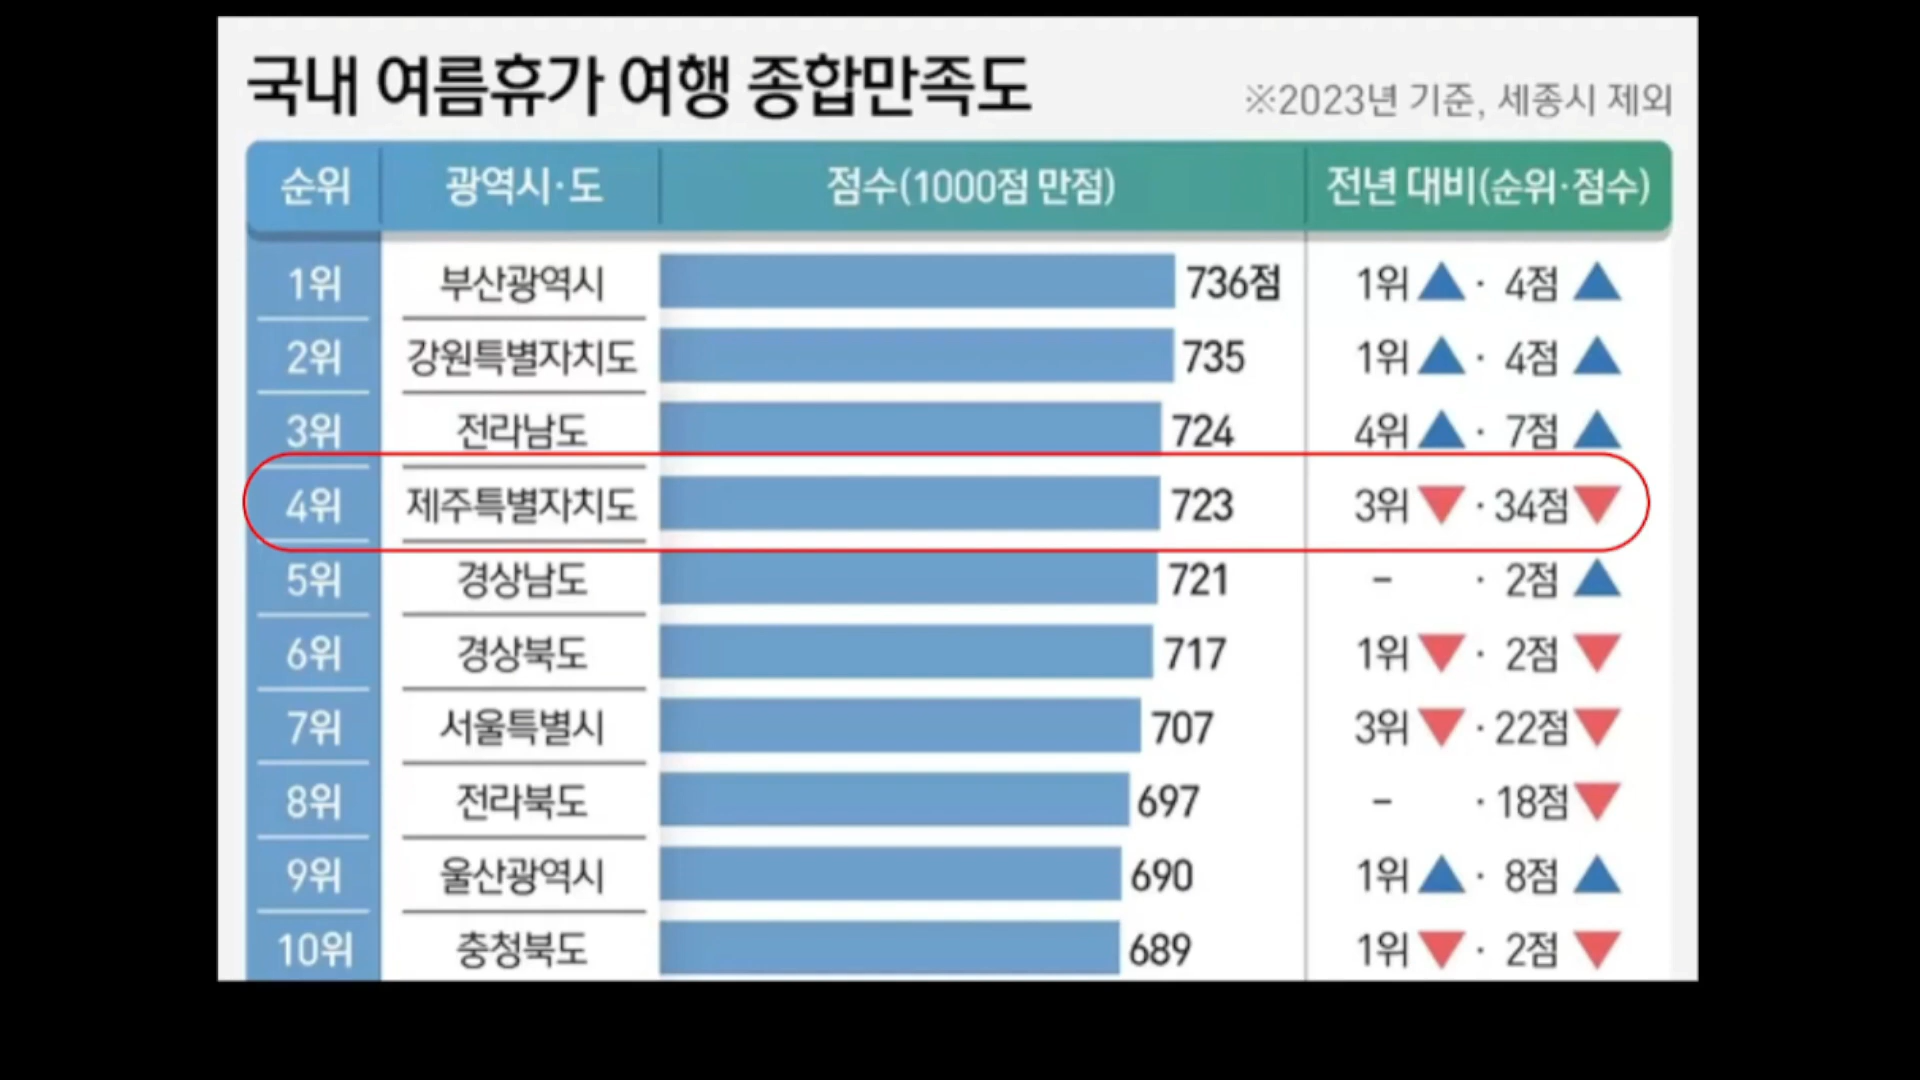 국내 여름휴가 여행 종합만족도
※2023년 기준, 세종시 제외
순위 광역시·도 점수(1000점 만점) 전년 대비(순위·점수)
1위 부산광역시 736점 1위▲ · 4점▲
2위 강원특별자치도 735 1위▲ · 4점▲
3위 전라남도 724 4위▲ · 7점▲
4위 제주특별자치도 723 3위▼ · 34점▼
5위 경상남도 721 - · 2점▲
6위 경상북도 717 1위▼ · 2점▼
7위 서울특별시 707 3위▼ · 22점▼
8위 전라북도 697 - · 18점▼
9위 울산광역시 690 1위▲ · 8점▲
10위 충청북도 689 1위▼ · 2점▼